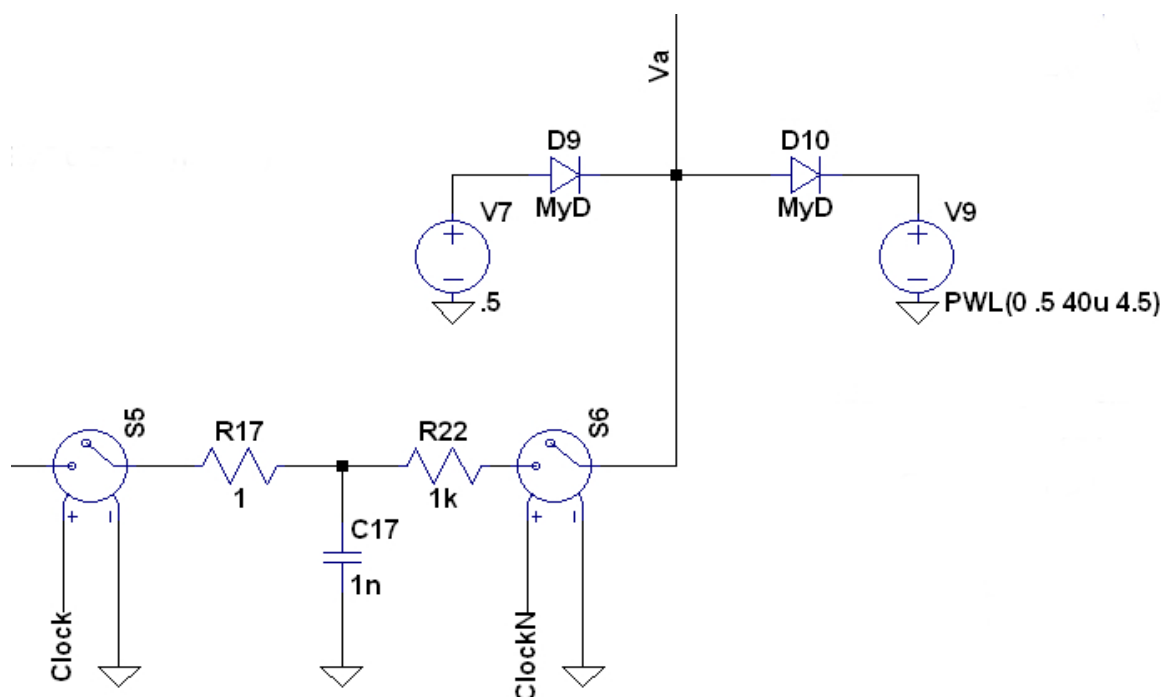 Va
D9
D10
MyD
MyD
V7
V9
.5
PWL(0 .5 40u 4.5)
S5
R17
R22
S6
1
1k
C17
1n
Clock
ClockN